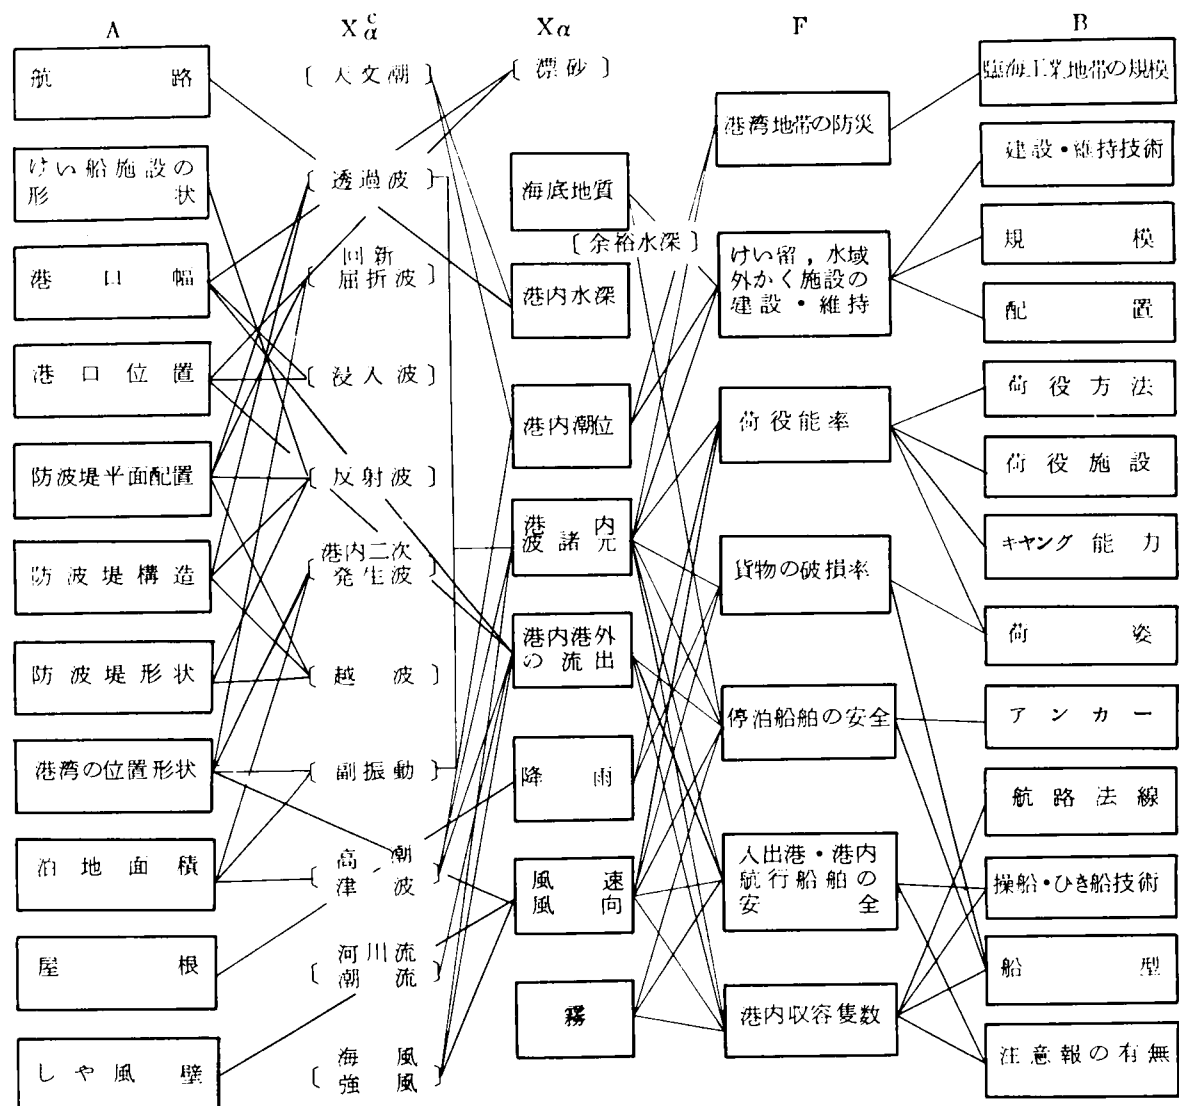 A
航路
けい船施設の
形状
港口幅
港口位置
防波堤平面配置
防波堤構造
防波堤形状
港湾の位置形状
泊地面積
屋根
しや風壁
X_α^c
〔天文潮〕
〔透過波〕
回新
〔屈折波〕
〔浸入波〕
〔反射波〕
港内二次
〔発生波〕
〔越波〕
〔副振動〕
高潮
〔津波〕
河川流
〔潮流〕
海風
〔強風〕
X_α
〔漂砂〕
海底地質
〔余裕水深〕
港内水深
港内潮位
港内
波諸元
港内港外
の流出
降雨
風速
風向
霧
F
港湾地帯の防災
けい留，水域
外かく施設の
建設・維持
荷役能率
貨物の破損率
停泊船舶の安全
入出港・港内
航行船舶の
安全
港内収容隻数
B
臨海工業地帯の規模
建設・維持技術
規模
配置
荷役方法
荷役施設
キヤング能力
荷姿
アンカー
航路法線
操船・ひき船技術
船型
注意報の有無